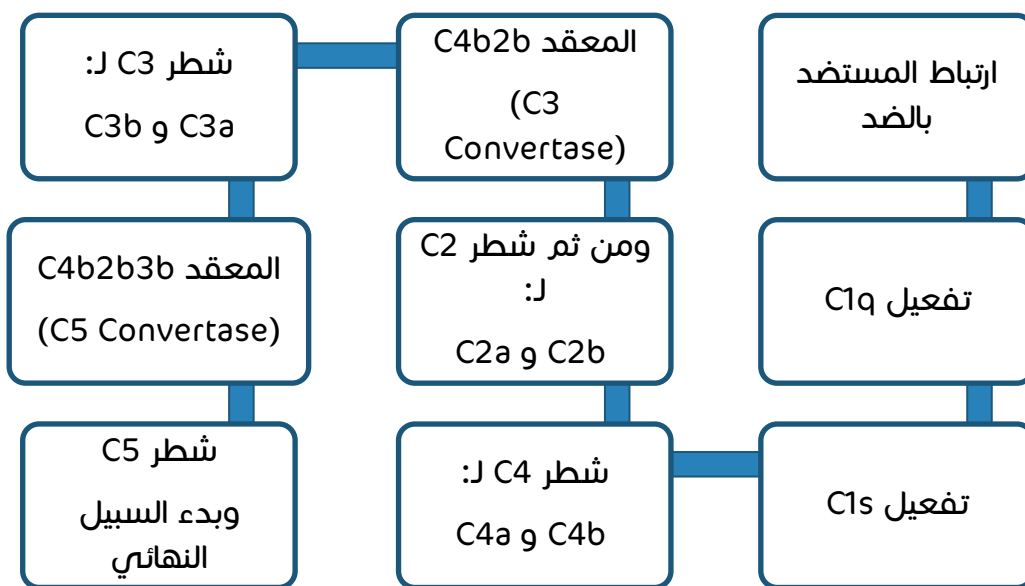 ارتباط المستضد
بالضد
تفعيل C1q
تفعيل C1s
شطر C4 لـ:
C4a و C4b
ومن ثم شطر C2
لـ:
C2a و C2b
المعقد C4b2b
(C3
Convertase)
شطر C3 لـ:
C3b و C3a
المعقد C4b2b3b
(C5 Convertase)
شطر C5
وبدء السبيل
النهائي